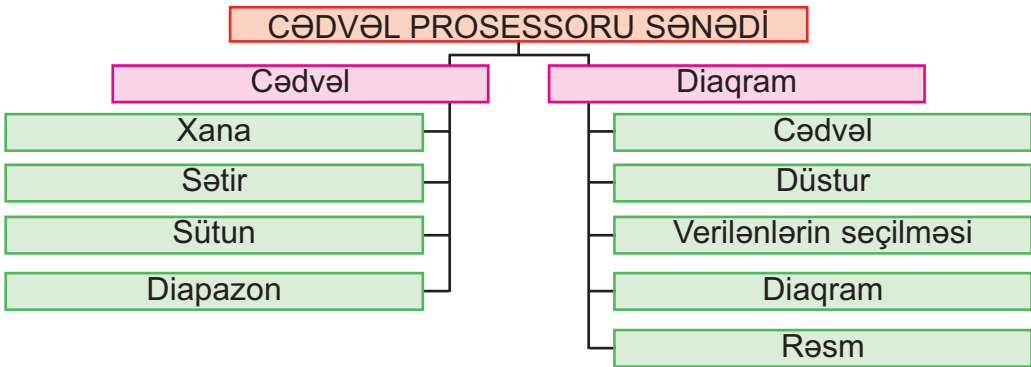 CƏDVƏL PROSESSORU SƏNƏDİ
Cədvəl
Diaqram
Xana
Sətir
Sütun
Diapazon
Cədvəl
Düstur
Verilənlərin seçilməsi
Diaqram
Rəsm